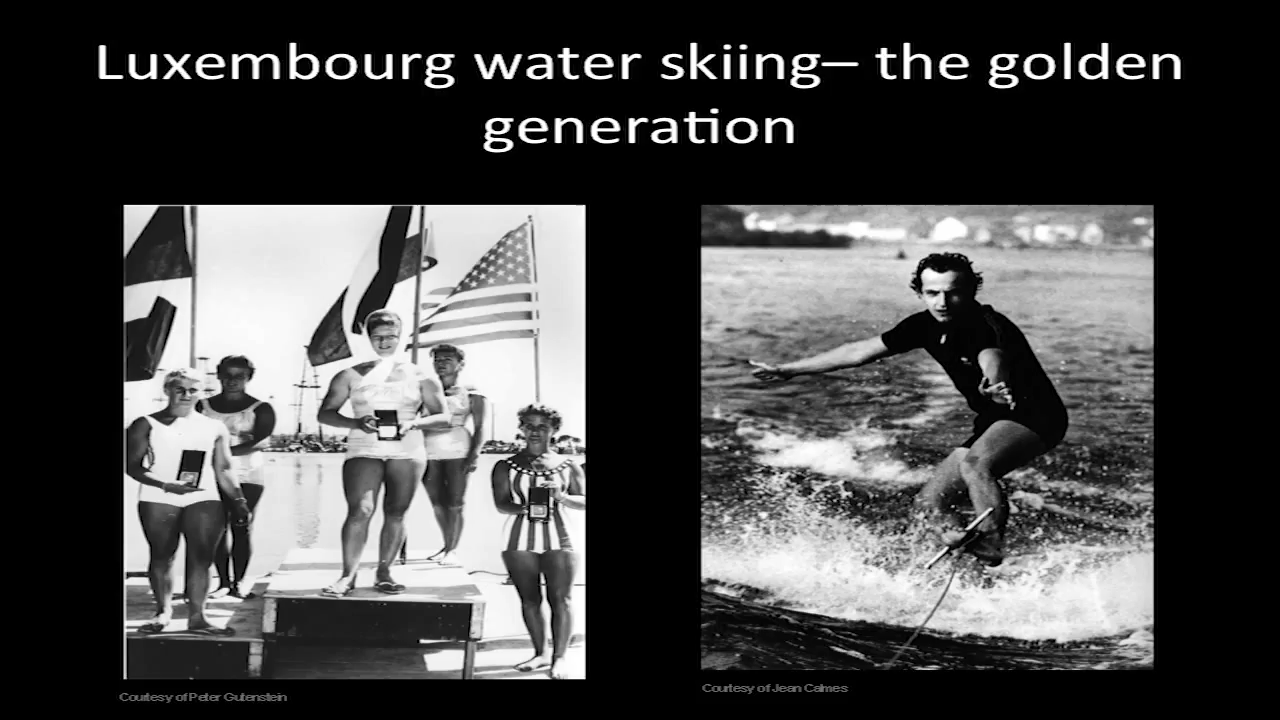 Luxembourg water skiing– the golden
generation
Courtesy of Peter Gutenstein
Courtesy of Jean Calmes